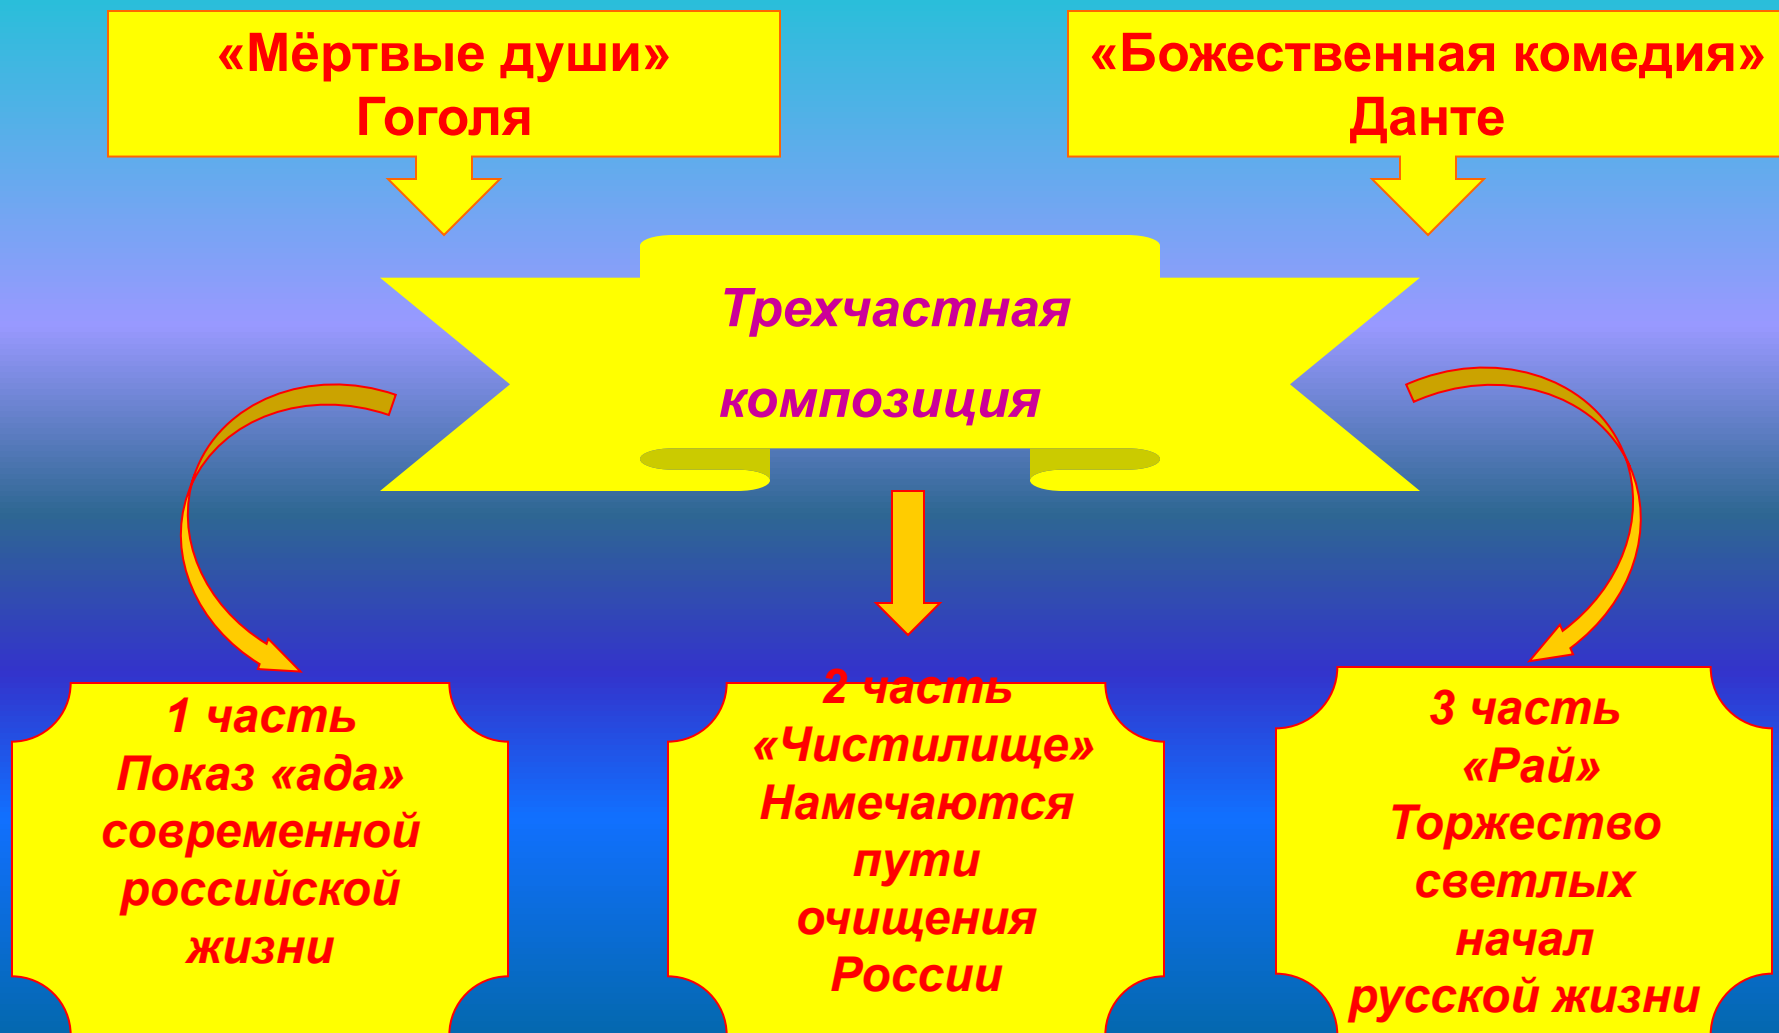 «Мёртвые души»
Гоголя
«Божественная комедия»
Данте
Трехчастная
композиция
1 часть
Показ «ада»
современной
российской
жизни
2 часть
«Чистилище»
Намечаются
пути
очищения
России
3 часть
«Рай»
Торжество
светлых
начал
русской жизни